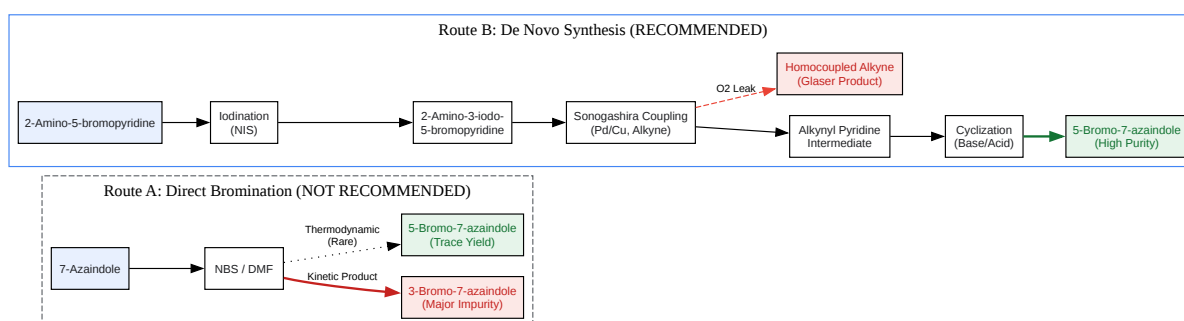 Route B: De Novo Synthesis (RECOMMENDED)
Homocoupled Alkyne
(Glaser Product)
O2 Leak
2-Amino-5-bromopyridine
Iodination
(NIS)
2-Amino-3-iodo-
5-bromopyridine
Sonogashira Coupling
(Pd/Cu, Alkyne)
Alkynyl Pyridine
Intermediate
Cyclization
(Base/Acid)
5-Bromo-7-azaindole
(High Purity)
Route A: Direct Bromination (NOT RECOMMENDED)
7-Azaindole
NBS / DMF
Thermodynamic
(Rare)
5-Bromo-7-azaindole
(Trace Yield)
Kinetic Product
3-Bromo-7-azaindole
(Major Impurity)